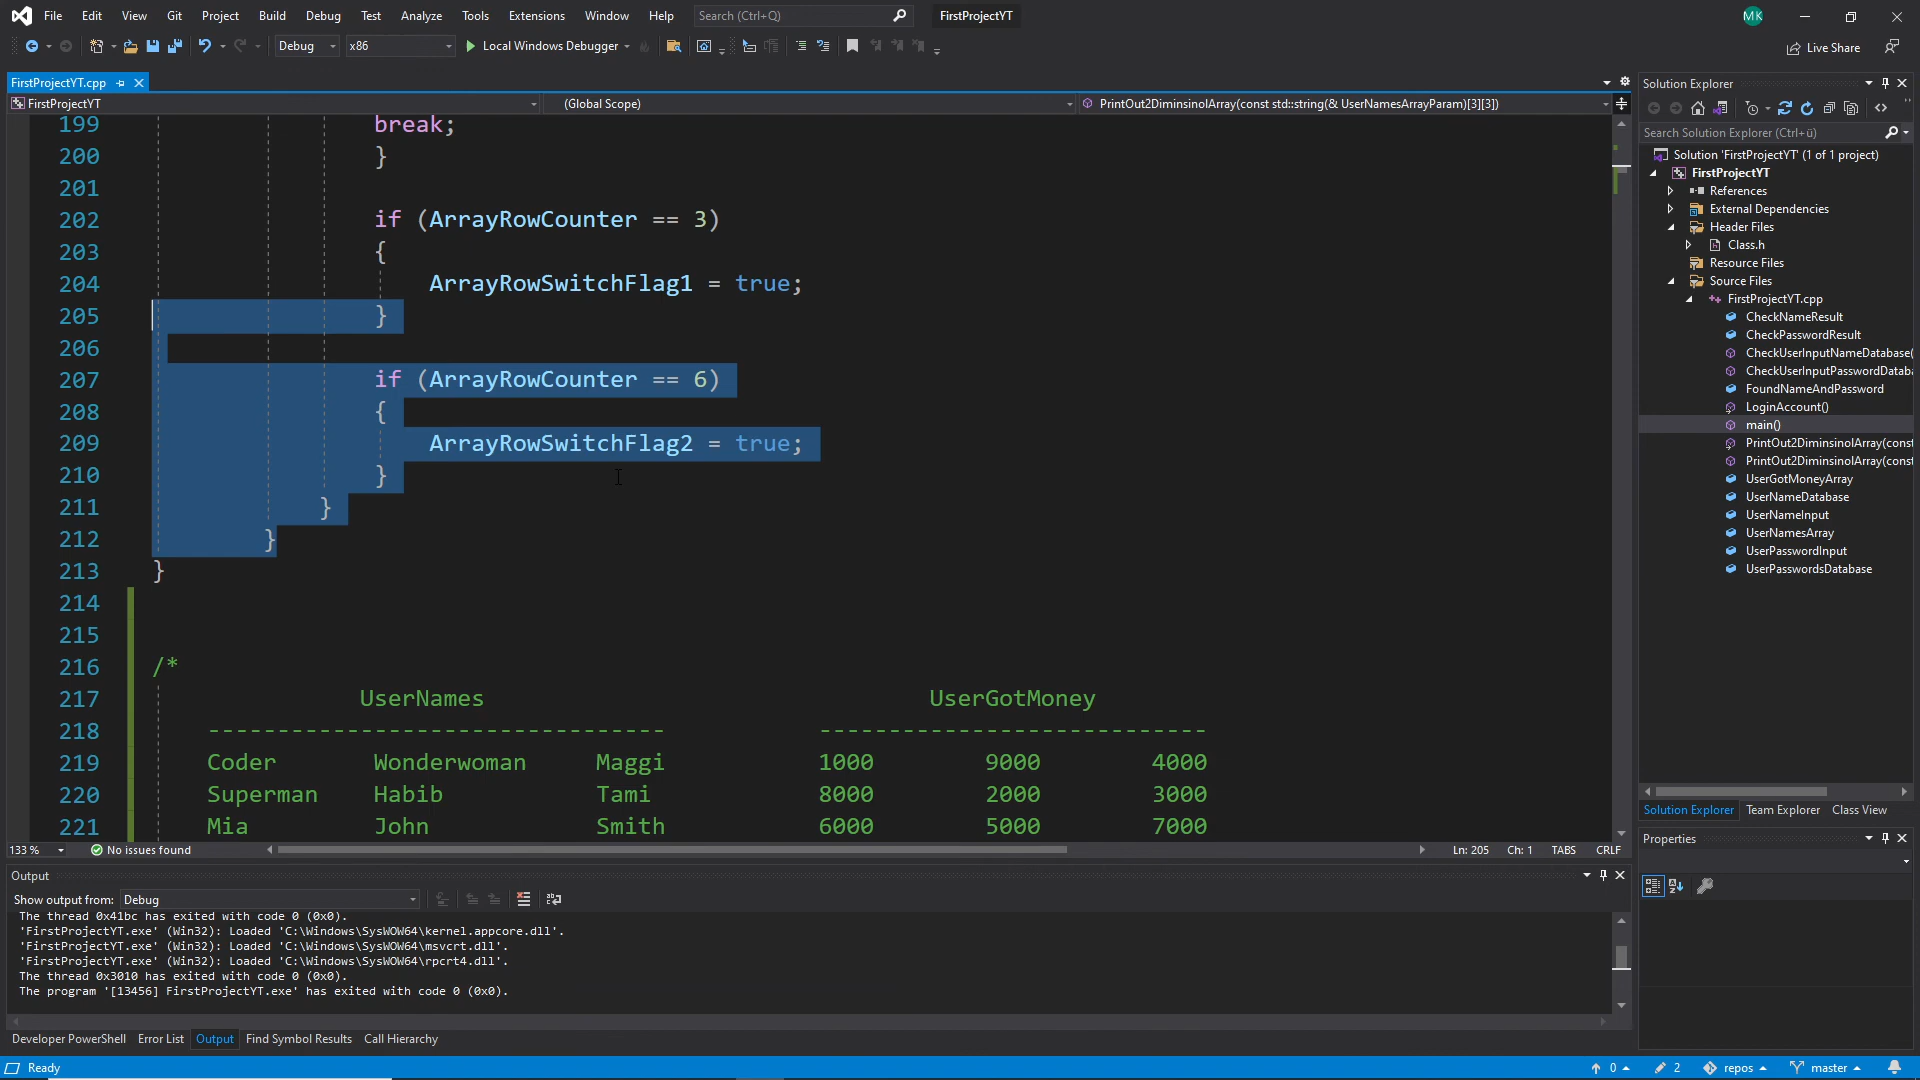 File Edit View Git Project Build Debug Test Analyze Tools Extensions Window Help Search (Ctrl+Q) FirstProjectYT MK
Debug x86 Local Windows Debugger Live Share
FirstProjectYT.cpp
FirstProjectYT (Global Scope) PrintOut2DiminsinolArray(const std::string(& UserNamesArrayParam)[3][3])
199 break;
200 }
201
202 if (ArrayRowCounter == 3)
203 {
204 ArrayRowSwitchFlag1 = true;
205 }
206
207 if (ArrayRowCounter == 6)
208 {
209 ArrayRowSwitchFlag2 = true;
210 }
211 }
212 }
213 }
214
215
216 /*
217 UserNames UserGotMoney
218 --------------------------------- ----------------------------
219 Coder Wonderwoman Maggi 1000 9000 4000
220 Superman Habib Tami 8000 2000 3000
221 Mia John Smith 6000 5000 7000
133 % No issues found Ln: 205 Ch: 1 TABS CRLF
Output
Show output from: Debug
The thread 0x41bc has exited with code 0 (0x0).
'FirstProjectYT.exe' (Win32): Loaded 'C:\Windows\SysWOW64\kernel.appcore.dll'.
'FirstProjectYT.exe' (Win32): Loaded 'C:\Windows\SysWOW64\msvcrt.dll'.
'FirstProjectYT.exe' (Win32): Loaded 'C:\Windows\SysWOW64\rpcrt4.dll'.
The thread 0x3010 has exited with code 0 (0x0).
The program '[13456] FirstProjectYT.exe' has exited with code 0 (0x0).
Developer PowerShell Error List Output Find Symbol Results Call Hierarchy
Solution Explorer
Search Solution Explorer (Ctrl+ü)
Solution 'FirstProjectYT' (1 of 1 project)
FirstProjectYT
References
External Dependencies
Header Files
Class.h
Resource Files
Source Files
FirstProjectYT.cpp
CheckNameResult
CheckPasswordResult
CheckUserInputNameDatabase(
CheckUserInputPasswordDataba
FoundNameAndPassword
LoginAccount()
main()
PrintOut2DiminsinolArray(const
PrintOut2DiminsinolArray(const
UserGotMoneyArray
UserNameDatabase
UserNameInput
UserNamesArray
UserPasswordInput
UserPasswordsDatabase
Solution Explorer Team Explorer Class View
Properties
Ready 0 2 repos master